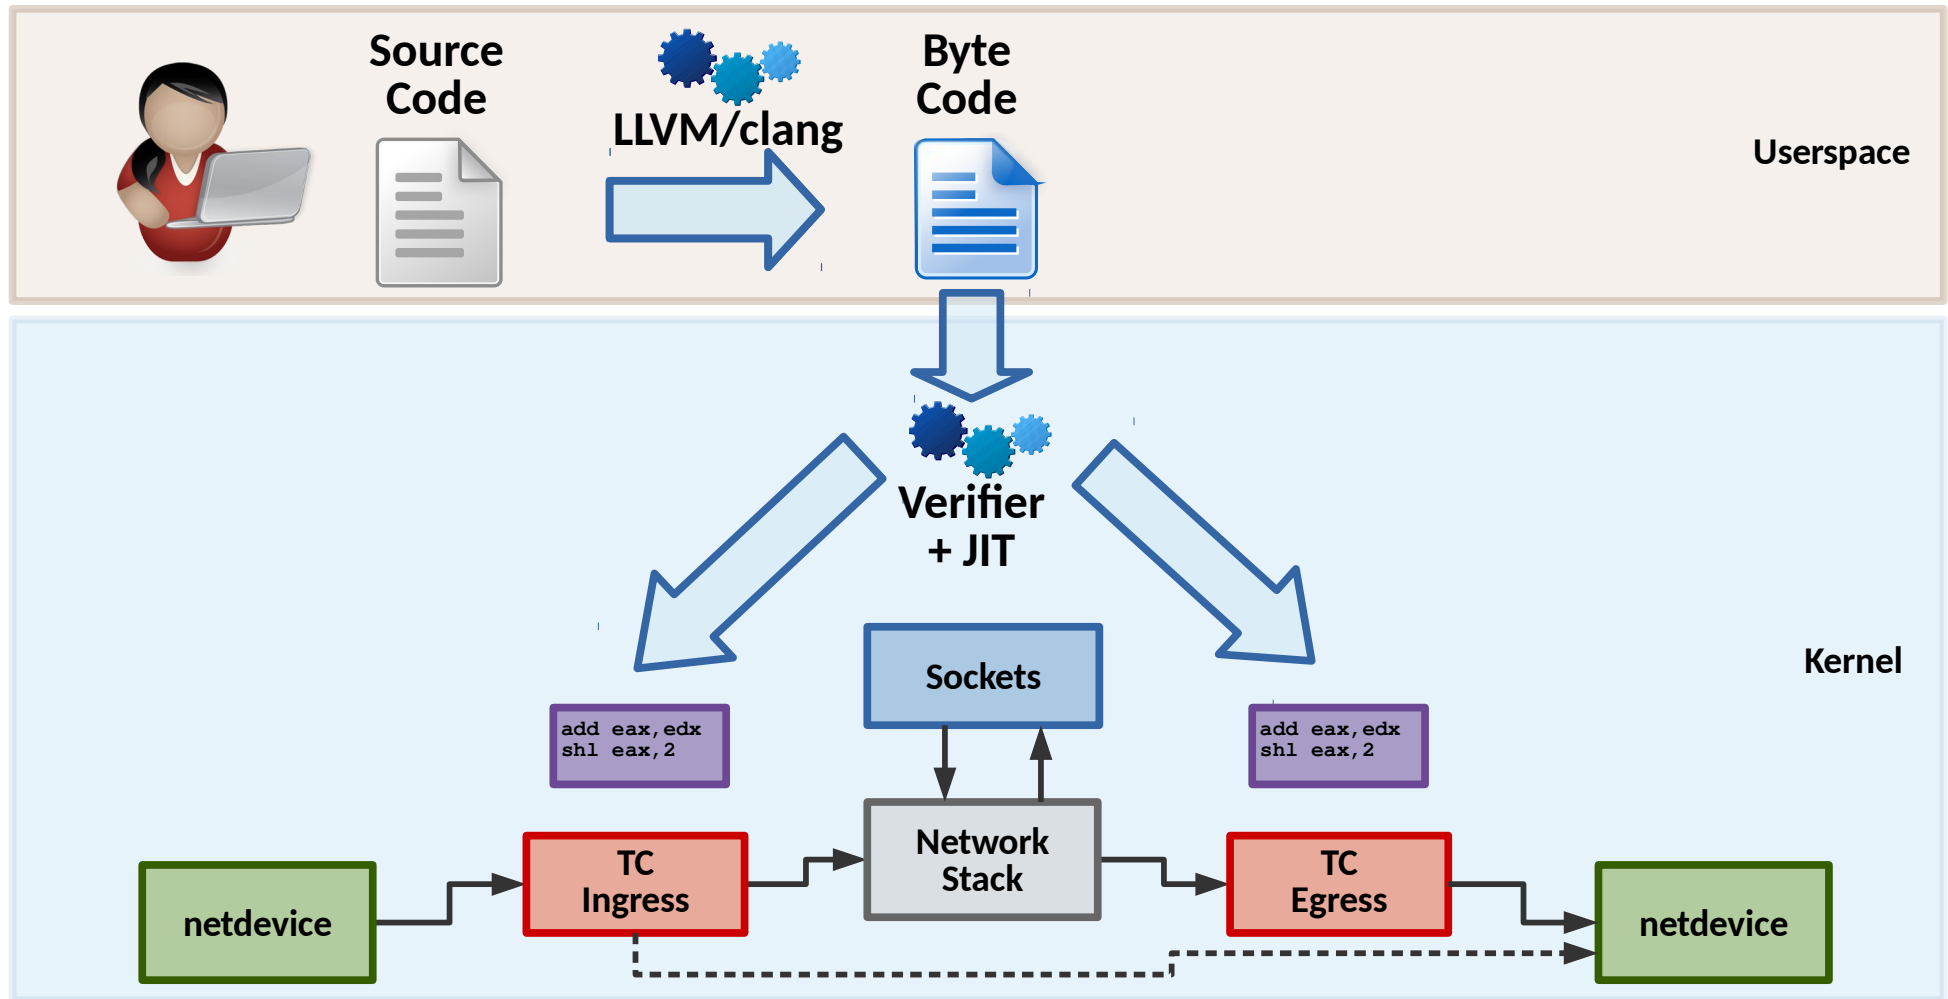 Source
Code
LLVM/clang
Byte
Code
Userspace
Verifier
+ JIT
Kernel
Sockets
add eax,edx
shl eax,2
add eax,edx
shl eax,2
Network
Stack
TC
Ingress
TC
Egress
netdevice
netdevice